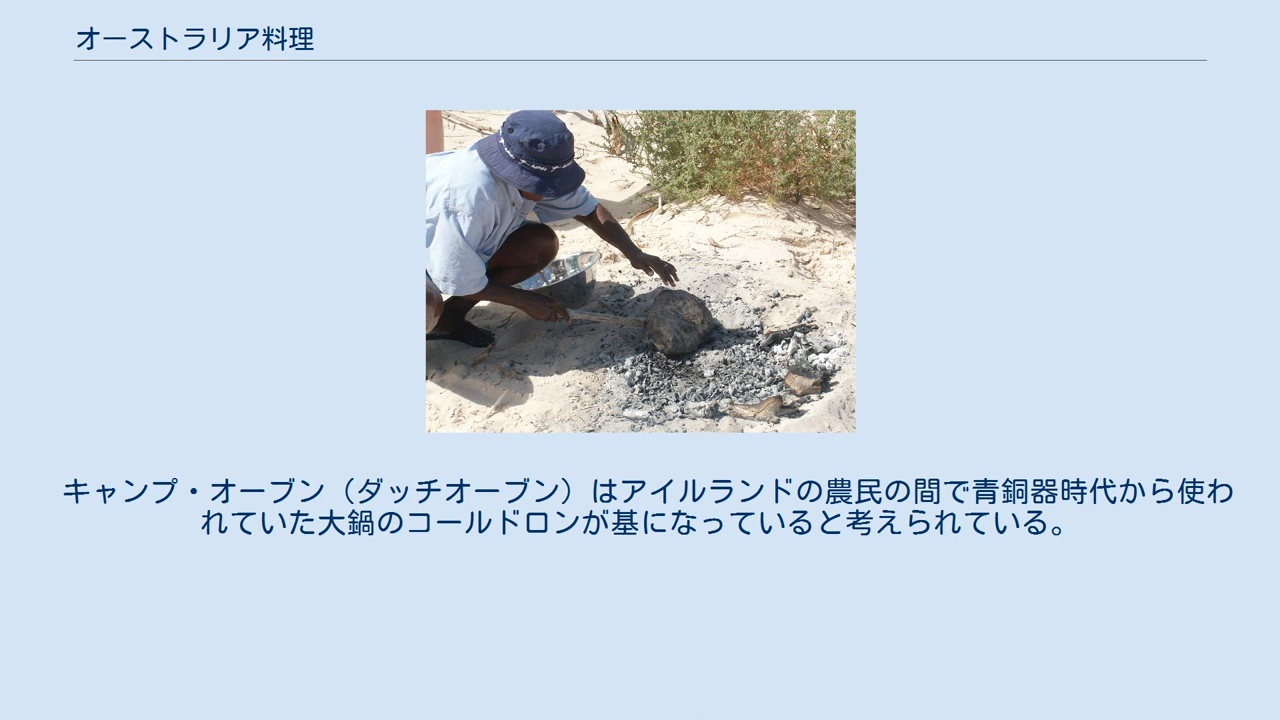 オーストラリア料理
キャンプ・オーブン（ダッチオーブン）はアイルランドの農民の間で青銅器時代から使わ
れていた大鍋のコールドロンが基になっていると考えられている。